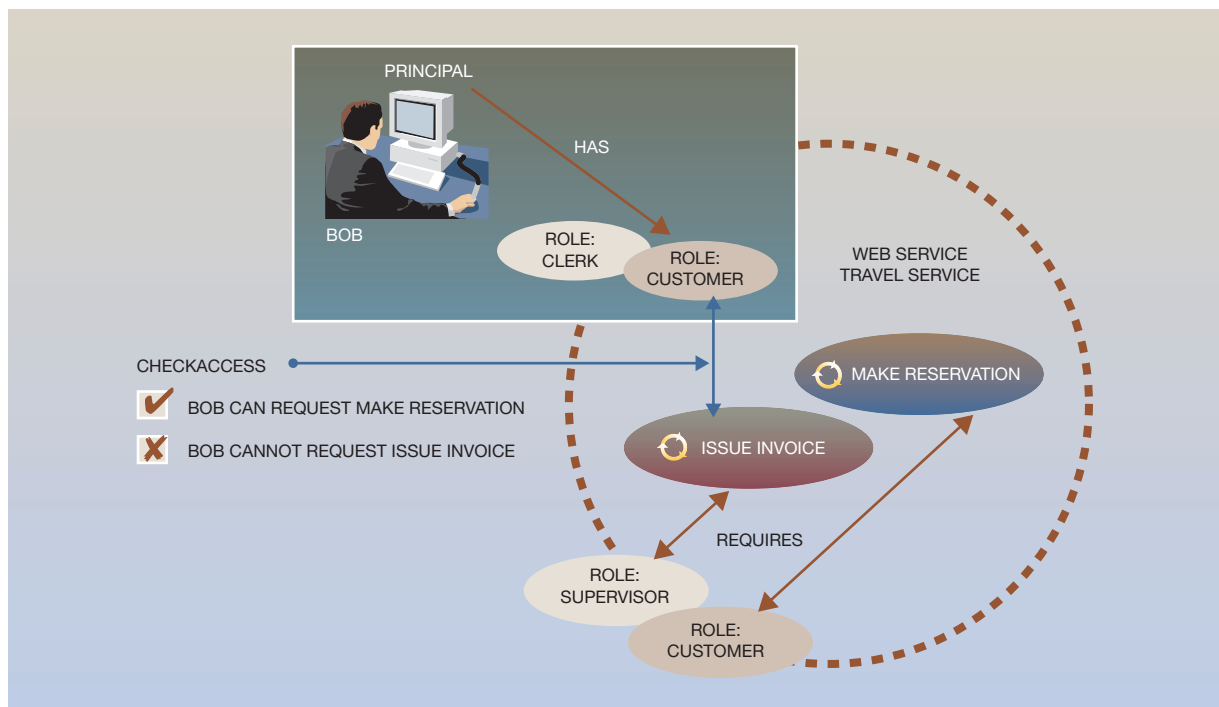 PRINCIPAL
HAS
BOB
ROLE:
CLERK
ROLE:
CUSTOMER
WEB SERVICE
TRAVEL SERVICE
CHECKACCESS
BOB CAN REQUEST MAKE RESERVATION
BOB CANNOT REQUEST ISSUE INVOICE
MAKE RESERVATION
ISSUE INVOICE
REQUIRES
ROLE:
SUPERVISOR
ROLE:
CUSTOMER